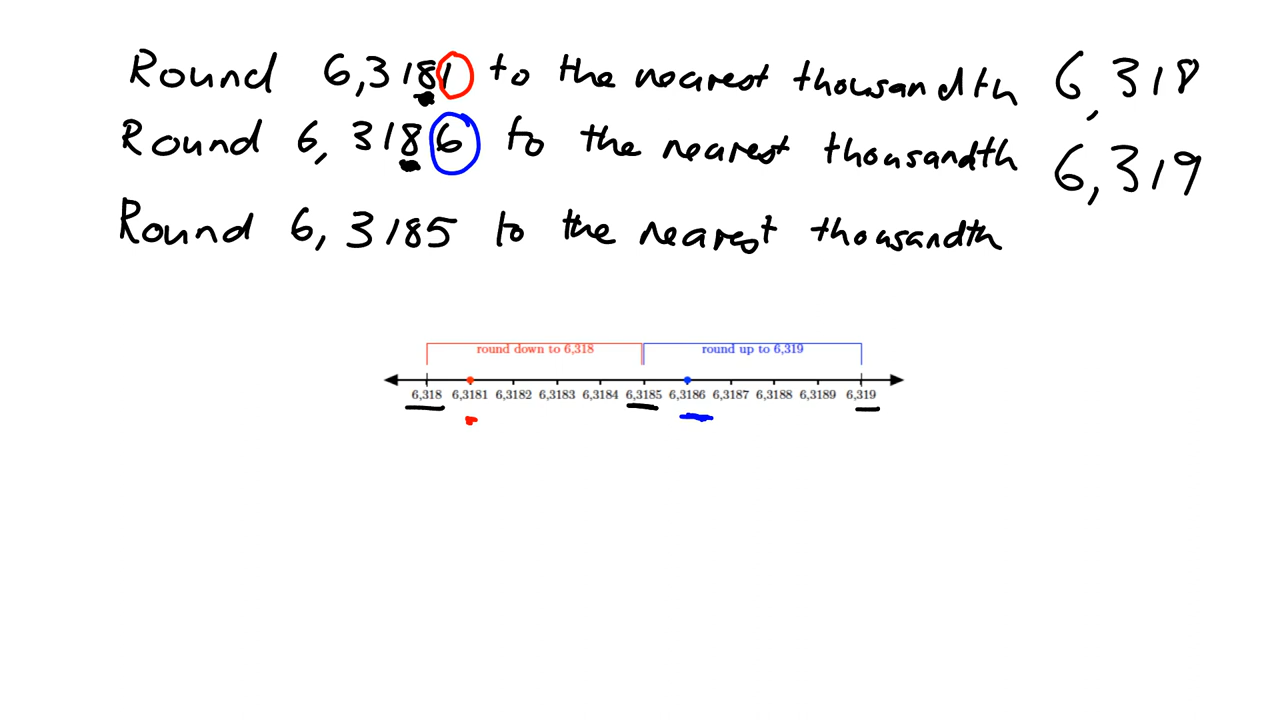 Round 6,3181 to the nearest thousandth 6,318
Round 6,3186 to the nearest thousandth 6,319
Round 6,3185 to the nearest thousandth
round down to 6,318 round up to 6,319
6,318 6,3181 6,3182 6,3183 6,3184 6,3185 6,3186 6,3187 6,3188 6,3189 6,319